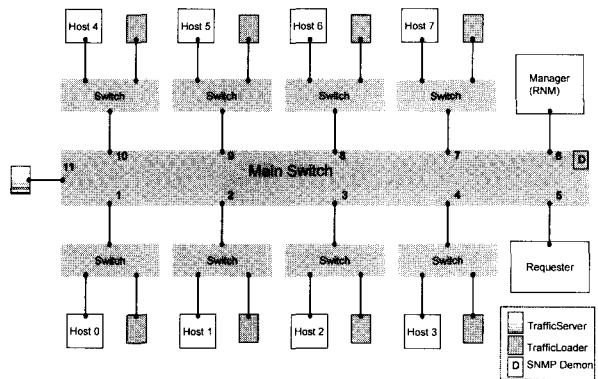 Host 4
Host 5
Host 6
Host 7
Switch
Switch
Switch
Switch
Manager
(RNM)
10
9
8
7
6
D
11
Main Switch
1
2
3
4
5
Switch
Switch
Switch
Switch
Requester
Host 0
Host 1
Host 2
Host 3
TrafficServer
TrafficLoader
D SNMP Demon